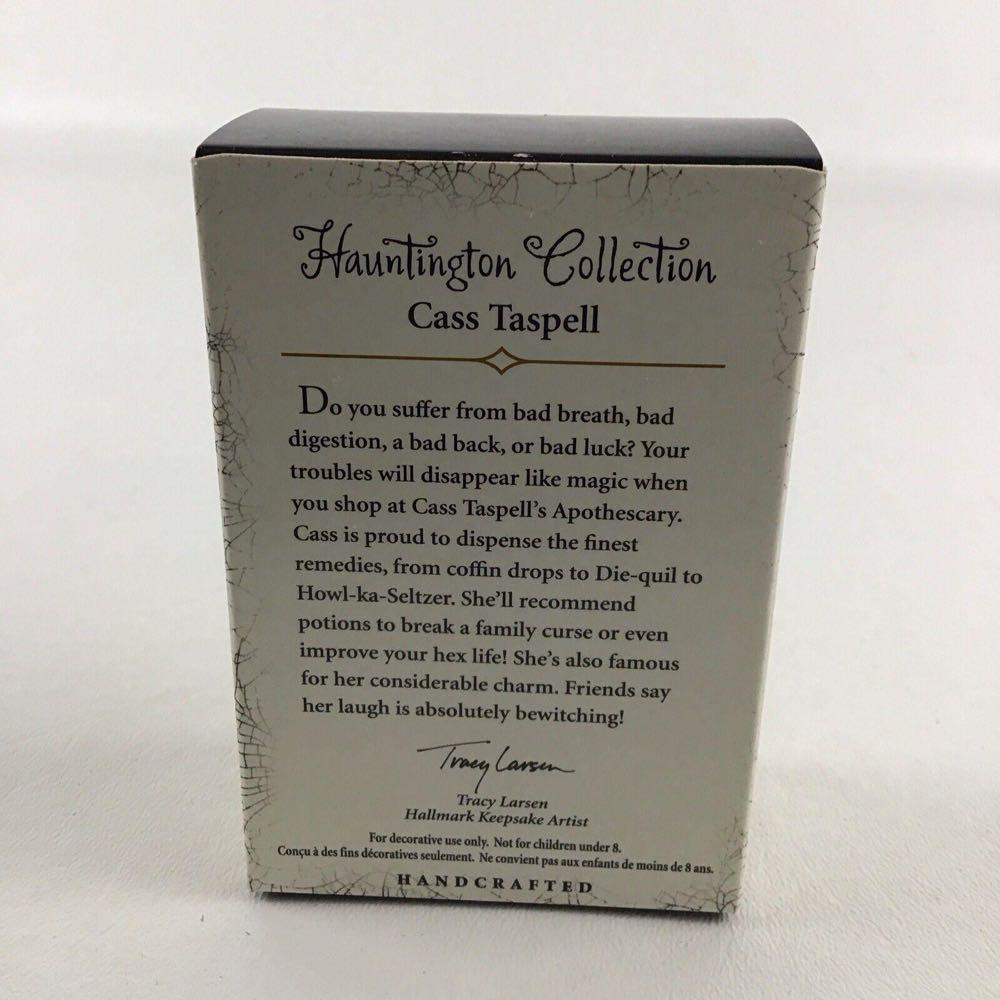 Hauntington Collection
Cass Taspell
Do you suffer from bad breath, bad
digestion, a bad back, or bad luck? Your
troubles will disappear like magic when
you shop at Cass Taspell's Apothescary.
Cass is proud to dispense the finest
remedies, from coffin drops to Die-quil to
Howl-ka-Seltzer. She'll recommend
potions to break a family curse or even
improve your hex life! She's also famous
for her considerable charm. Friends say
her laugh is absolutely bewitching!
Tracy Larsen
Tracy Larsen
Hallmark Keepsake Artist
For decorative use only. Not for children under 8.
Conçu à des fins décoratives seulement. Ne convient pas aux enfants de moins de 8 ans.
HANDCRAFTED